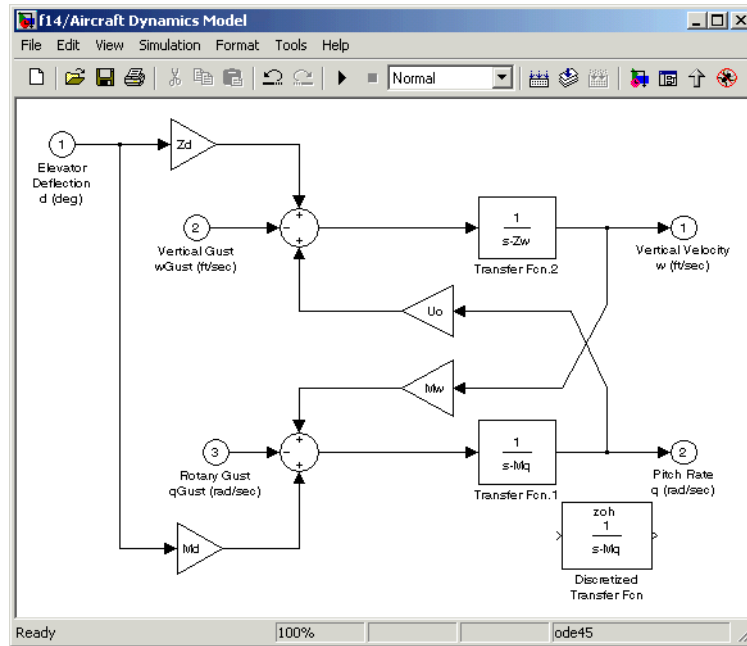 f14/Aircraft Dynamics Model
File Edit View Simulation Format Tools Help
Normal
1
Elevator
Deflection
d (deg)
Zd
2
Vertical Gust
wGust (ft/sec)
+
-
+
1
s-Zw
Transfer Fcn.2
1
Vertical Velocity
w (ft/sec)
Uo
Mw
3
Rotary Gust
qGust (rad/sec)
+
-
+
1
s-Mq
Transfer Fcn.1
2
Pitch Rate
q (rad/sec)
Md
zoh
1
s-Mq
Discretized
Transfer Fcn
Ready 100% ode45